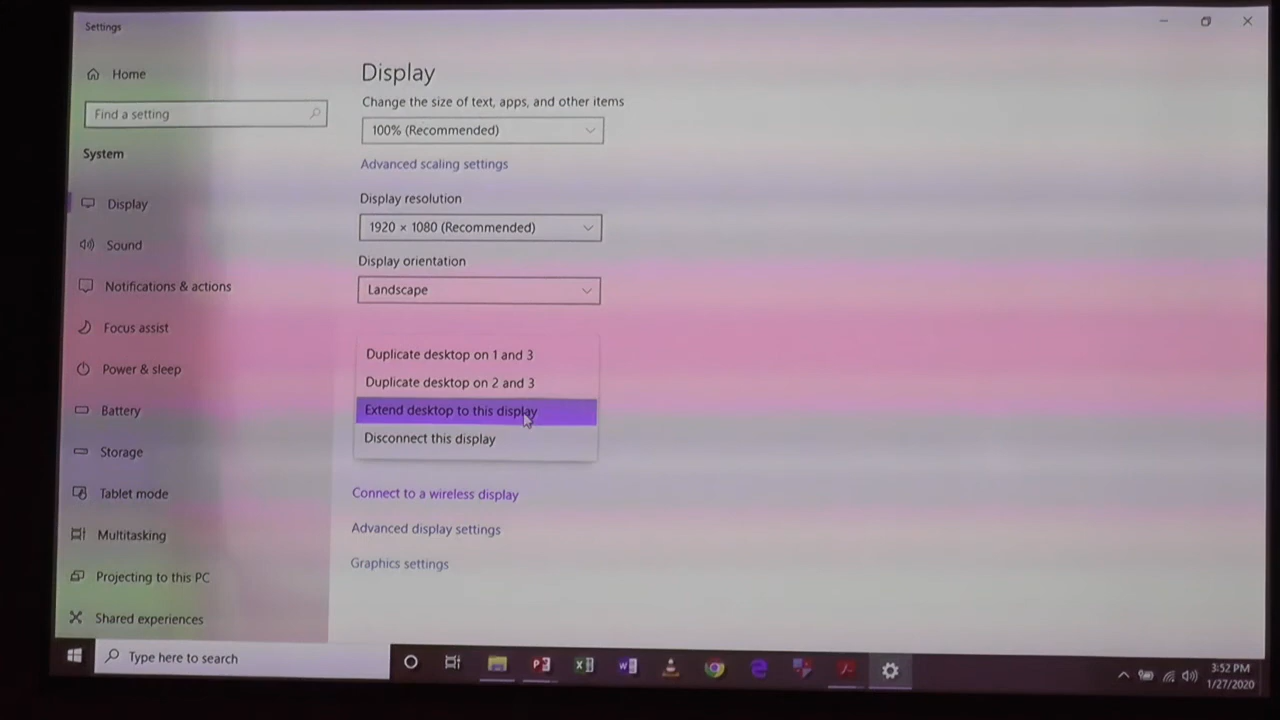 Settings
Home
Find a setting
System
Display
Sound
Notifications & actions
Focus assist
Power & sleep
Battery
Storage
Tablet mode
Multitasking
Projecting to this PC
Shared experiences
Display
Change the size of text, apps, and other items
100% (Recommended)
Advanced scaling settings
Display resolution
1920 × 1080 (Recommended)
Display orientation
Landscape
Duplicate desktop on 1 and 3
Duplicate desktop on 2 and 3
Extend desktop to this display
Disconnect this display
Connect to a wireless display
Advanced display settings
Graphics settings
Type here to search
3:52 PM
1/27/2020